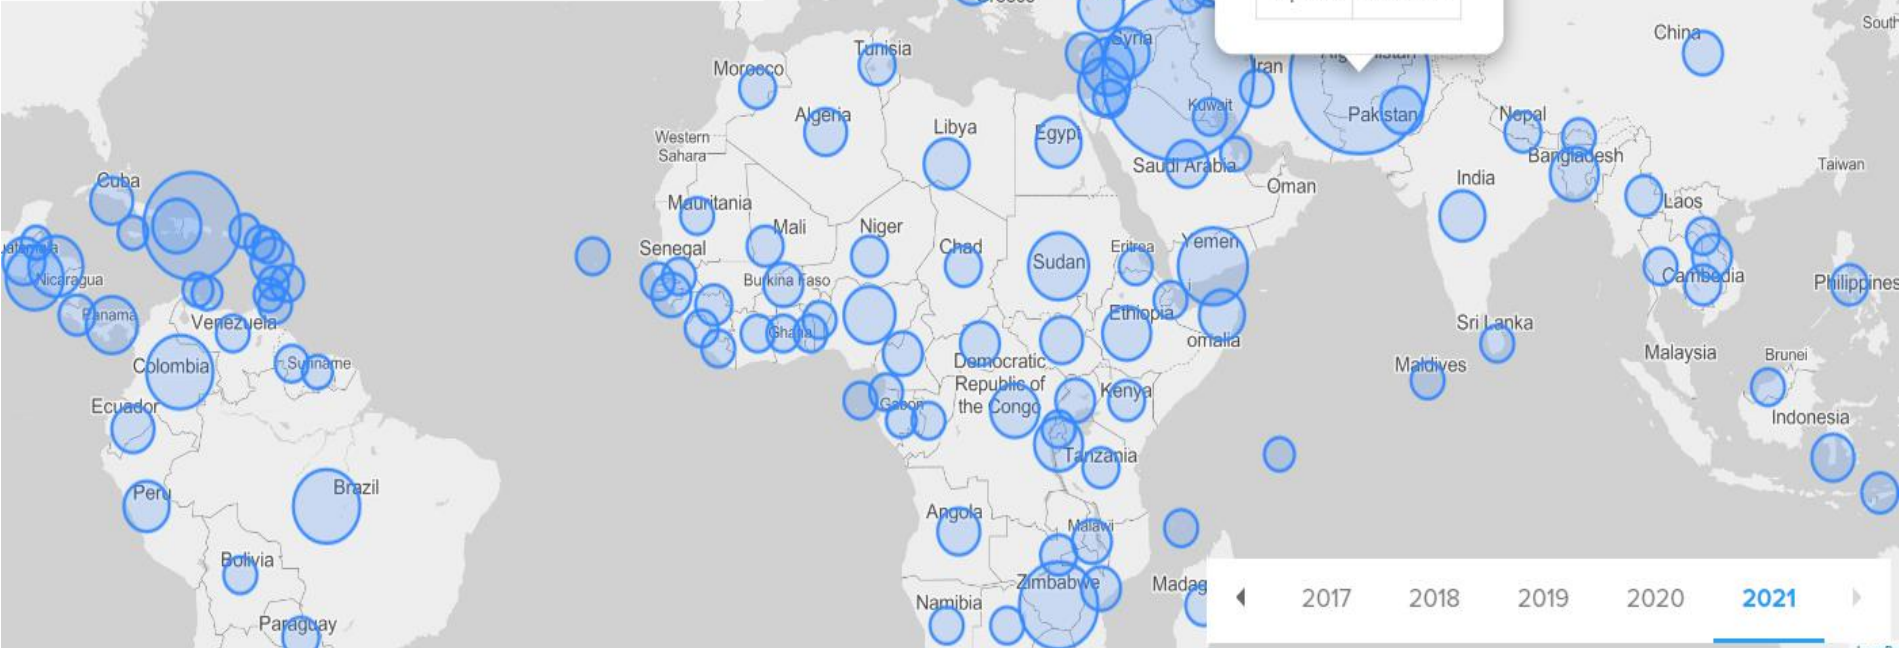 South
China
Tunisia
Syria
Morocco
Iran
Algeria
Kuwait
Pakistan
Nepal
Libya
Egypt
Western
Sahara
Saudi Arabia
Bangladesh
Taiwan
Cuba
Oman
India
Mauritania
Laos
Mali
Niger
Senegal
Chad
Eritrea
Yemen
Sudan
Nicaragua
Burkina Faso
Cambodia
Philippines
Panama
Ethiopia
Venezuela
Ghana
omalia
Sri Lanka
Malaysia
Brunei
Colombia
Suriname
Democratic
Republic of
the Congo
Maldives
Kenya
Ecuador
Gabon
Indonesia
Tanzania
Peru
Brazil
Angola
Malawi
Bolivia
Zimbabwe
Madag
Namibia
2017 2018 2019 2020 2021
Paraguay